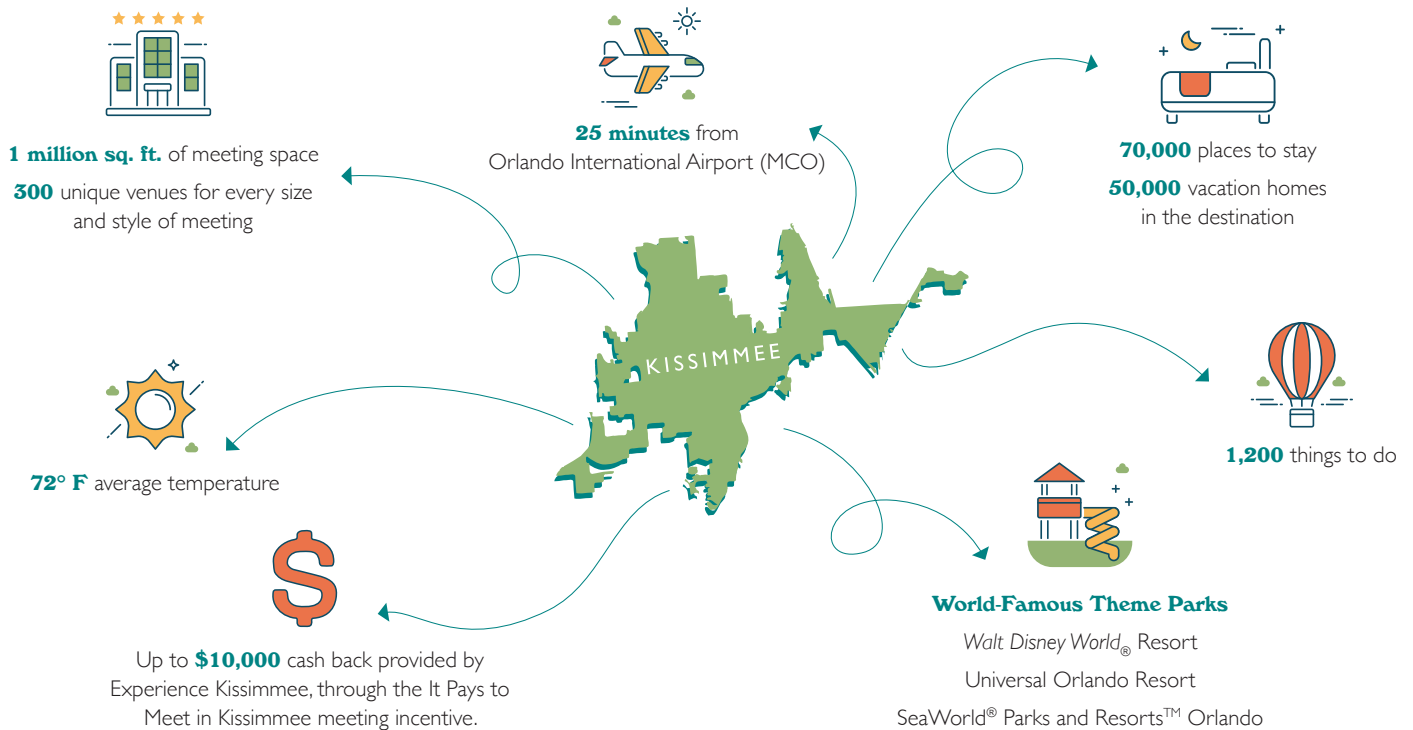 1 million sq. ft. of meeting space
300 unique venues for every size
and style of meeting
25 minutes from
Orlando International Airport (MCO)
70,000 places to stay
50,000 vacation homes
in the destination
KISSIMMEE
72° F average temperature
1,200 things to do
Up to $10,000 cash back provided by
Experience Kissimmee, through the It Pays to
Meet in Kissimmee meeting incentive.
World-Famous Theme Parks
Walt Disney World® Resort
Universal Orlando Resort
SeaWorld® Parks and Resorts™ Orlando